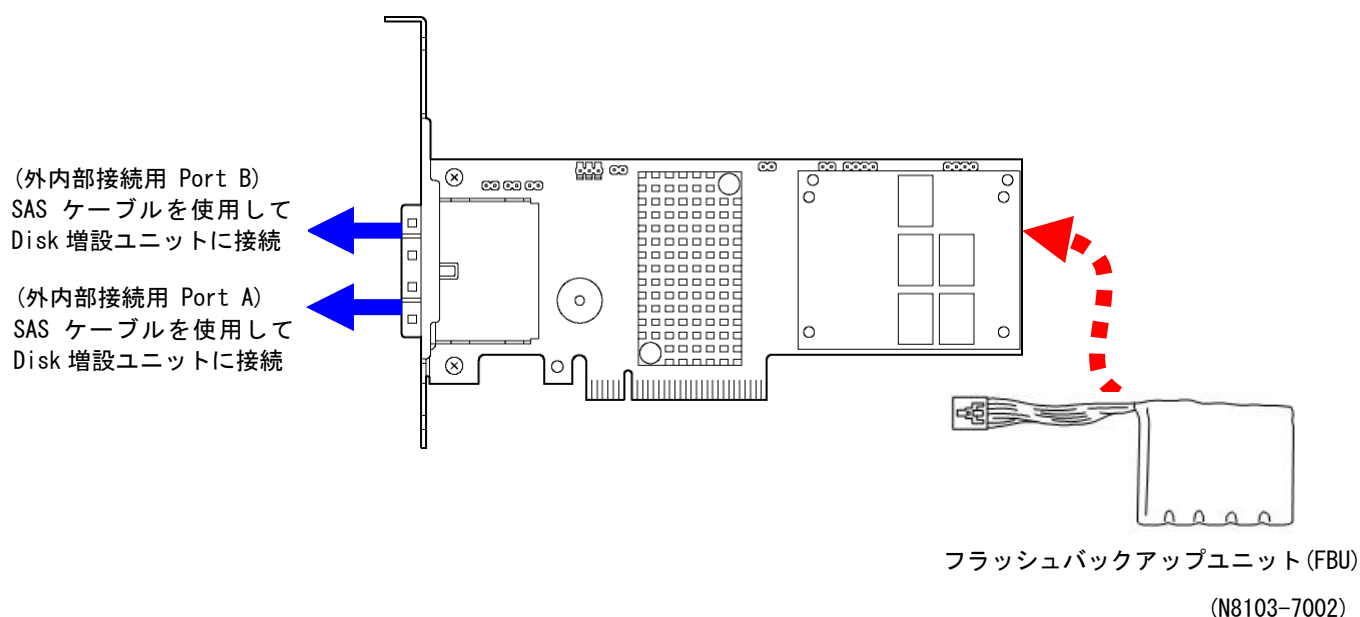 (外内部接続用 Port B)
SAS ケーブルを使用して
Disk 増設ユニットに接続
(外内部接続用 Port A)
SAS ケーブルを使用して
Disk 増設ユニットに接続
フラッシュバックアップユニット(FBU)
(N8103-7002)